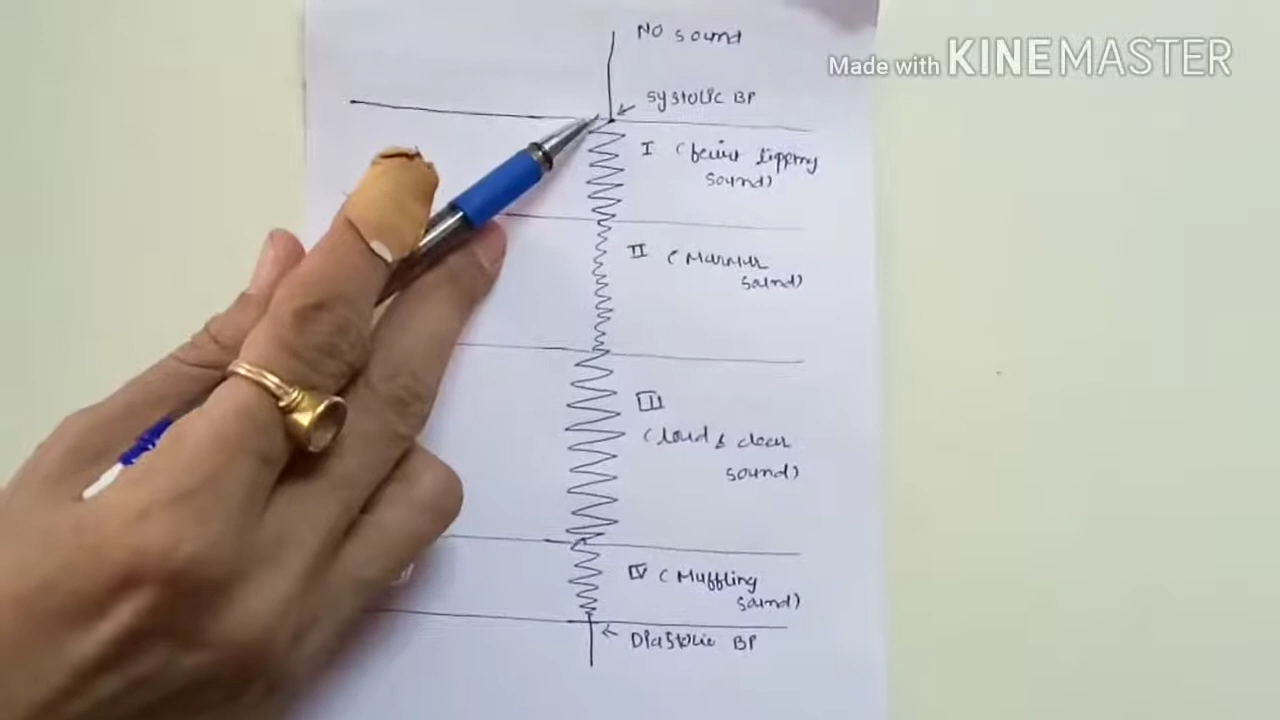 No sound
Made with KINEMASTER
Systolic BP
I (faint tapping
sound)
II (Murmur
sound)
III
(loud & clear
sound)
IV (Muffling
sound)
Diastolic BP